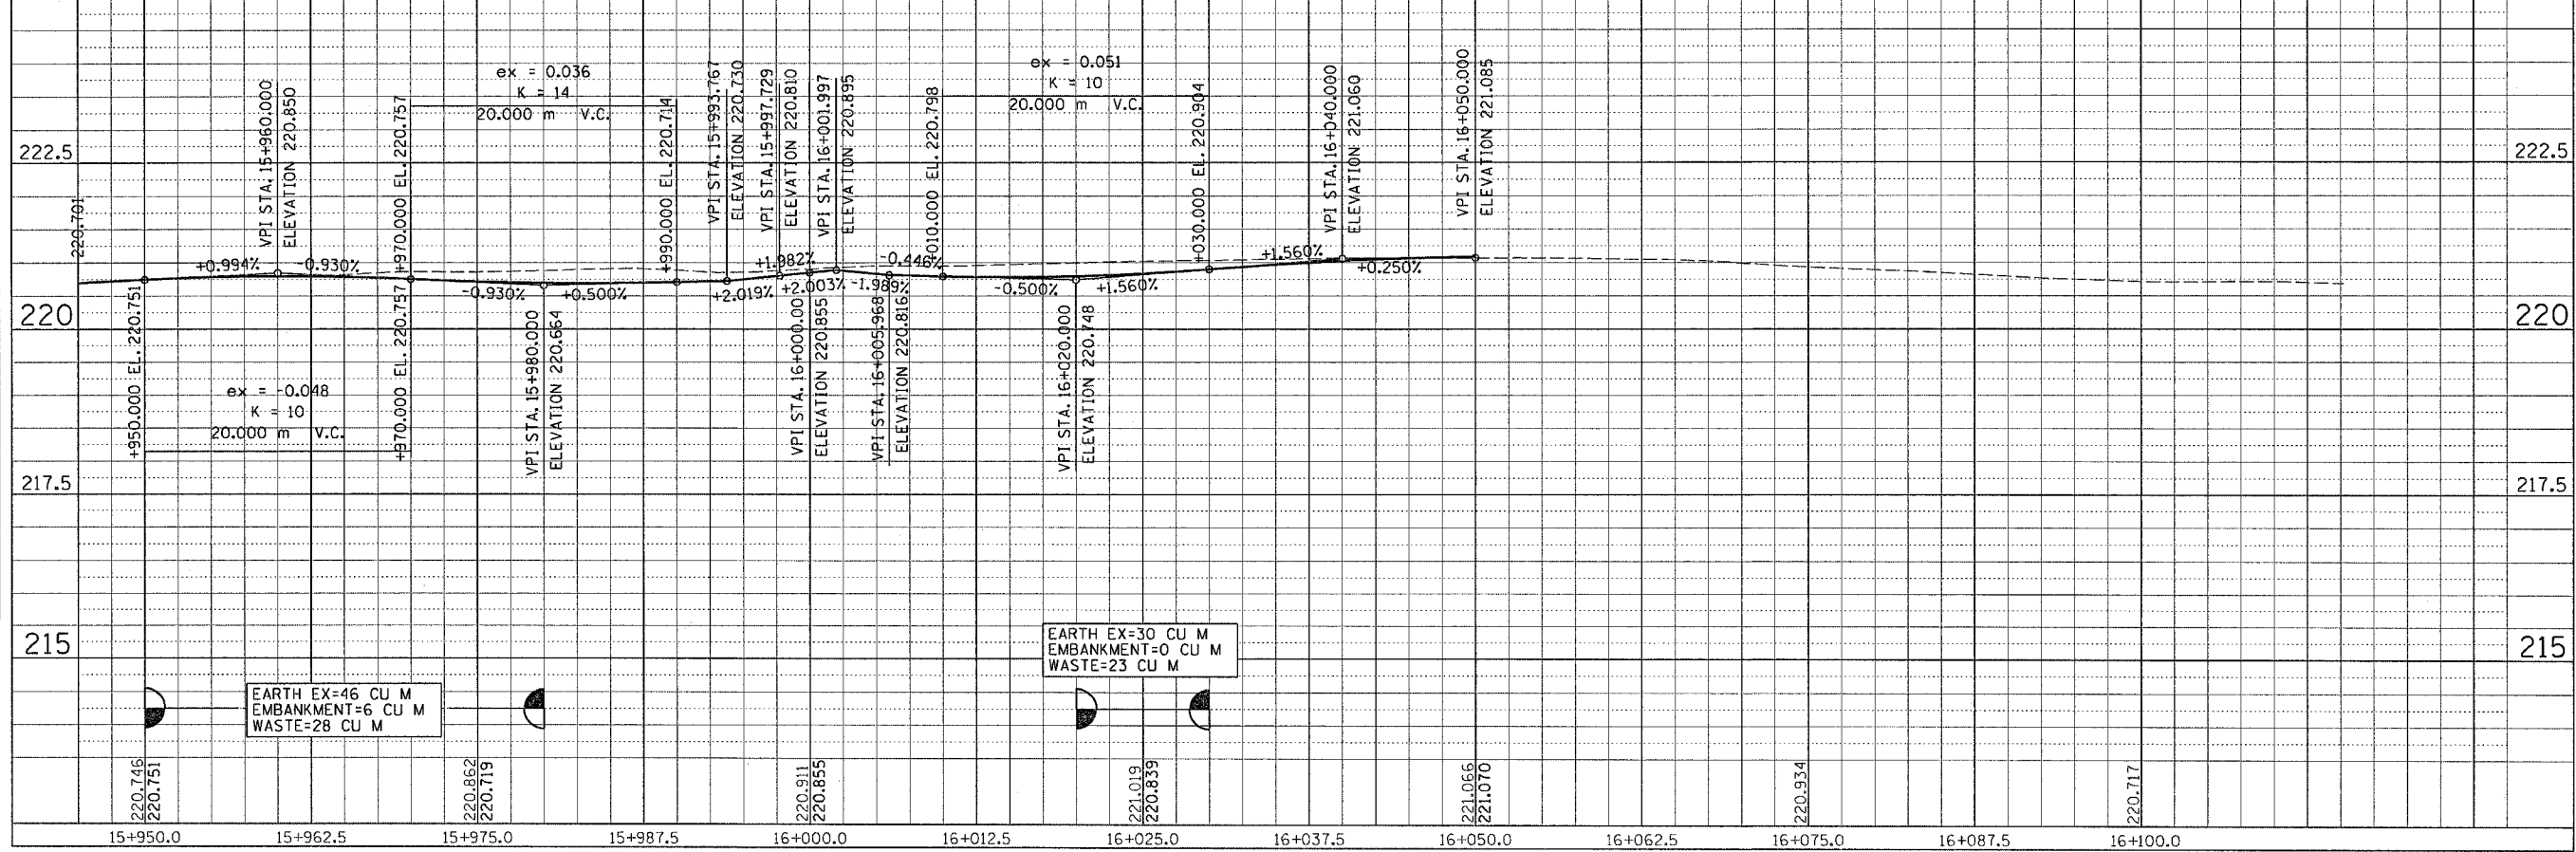 ex = 0.036
K = 14
20.000 m V.C.
ex = 0.051
K = 10
20.000 m V.C.
220.701
VPI STA.15+960.000
ELEVATION 220.850
+970.000 EL.220.757
+990.000 EL.220.714
VPI STA.15+993.767
ELEVATION 220.730
VPI STA.15+997.729
ELEVATION 220.810
VPI STA.16+001.997
ELEVATION 220.895
+010.000 EL.220.798
+030.000 EL.220.904
VPI STA.16+040.000
ELEVATION 221.060
VPI STA.16+050.000
ELEVATION 221.085
222.5
222.5
+0.994%
-0.930%
+1.982%
-0.446%
+1.560%
+0.250%
-0.930%
+0.500%
+2.019%
+2.003%
-1.989%
-0.500%
+1.560%
220
220
+950.000 EL.220.751
ex = -0.048
K = 10
20.000 m V.C.
+970.000 EL.220.757
VPI STA.15+980.000
ELEVATION 220.664
VPI STA.16+000.00
ELEVATION 220.855
VPI STA.16+005.968
ELEVATION 220.816
VPI STA.16+020.000
ELEVATION 220.748
217.5
217.5
215
215
EARTH EX=46 CU M
EMBANKMENT=6 CU M
WASTE=28 CU M
EARTH EX=30 CU M
EMBANKMENT=0 CU M
WASTE=23 CU M
220.746
220.751
220.862
220.719
220.911
220.855
221.019
220.839
221.066
221.070
220.934
220.717
15+950.0
15+962.5
15+975.0
15+987.5
16+000.0
16+012.5
16+025.0
16+037.5
16+050.0
16+062.5
16+075.0
16+087.5
16+100.0